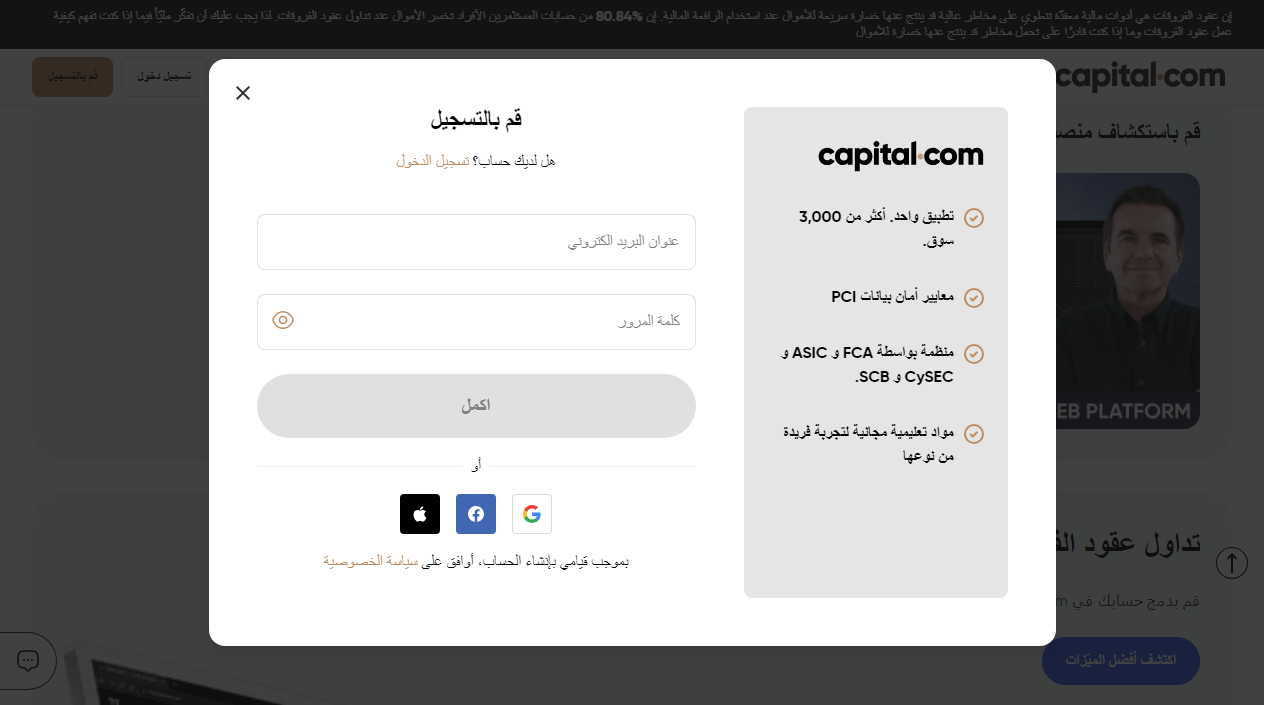 إن عقود الفروقات هي أدوات مالية معقدّة تنطوي على مخاطر عالية قد ينتج عنها خسارة سريعة للأموال عند استخدام الرافعة المالية. إن 80.84% من حسابات المستثمرين الأفراد تخسر الأموال عند تداول عقود الفروقات. لذا يجب عليك أن تفكّر مليّاً فيما إذا كنت تفهم كيفية
عمل عقود الفروقات وما إذا كنت قادرًا على تحمل مخاطر قد ينتج عنها خسارة للأموال
capital.com
تسجيل دخول
قم بالتسجيل
قم باستكشاف منص
EB PLATFORM
تداول عقود
قم بدمج حسابك في
اكتشف أفضل الميّزات
capital.com
تطبيق واحد. أكثر من 3,000
سوق.
معايير أمان بيانات PCI
منظمة بواسطة FCA و ASIC و
CySEC و SCB.
مواد تعليمية مجانية لتجربة فريدة
من نوعها
قم بالتسجيل
هل لديك حساب؟ تسجيل الدخول
عنوان البريد الكتروني
كلمة المرور
اكمل
أو
بموجب قيامي بإنشاء الحساب، أوافق على سياسة الخصوصية